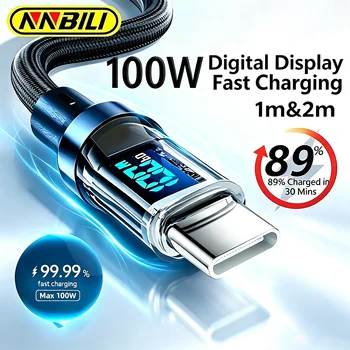 NNBILI
100W
Digital Display
Fast Charging
1m&2m
89%
89% Charged in
30 Mins
99.99%
fast charging
Max 100W